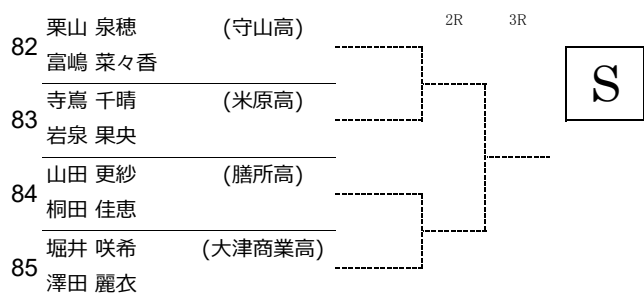 2R 3R
S
82
栗山 泉穂 (守山高)
富嶋 菜々香
83
寺嶌 千晴 (米原高)
岩泉 果央
84
山田 更紗 (膳所高)
桐田 佳恵
85
堀井 咲希 (大津商業高)
澤田 麗衣